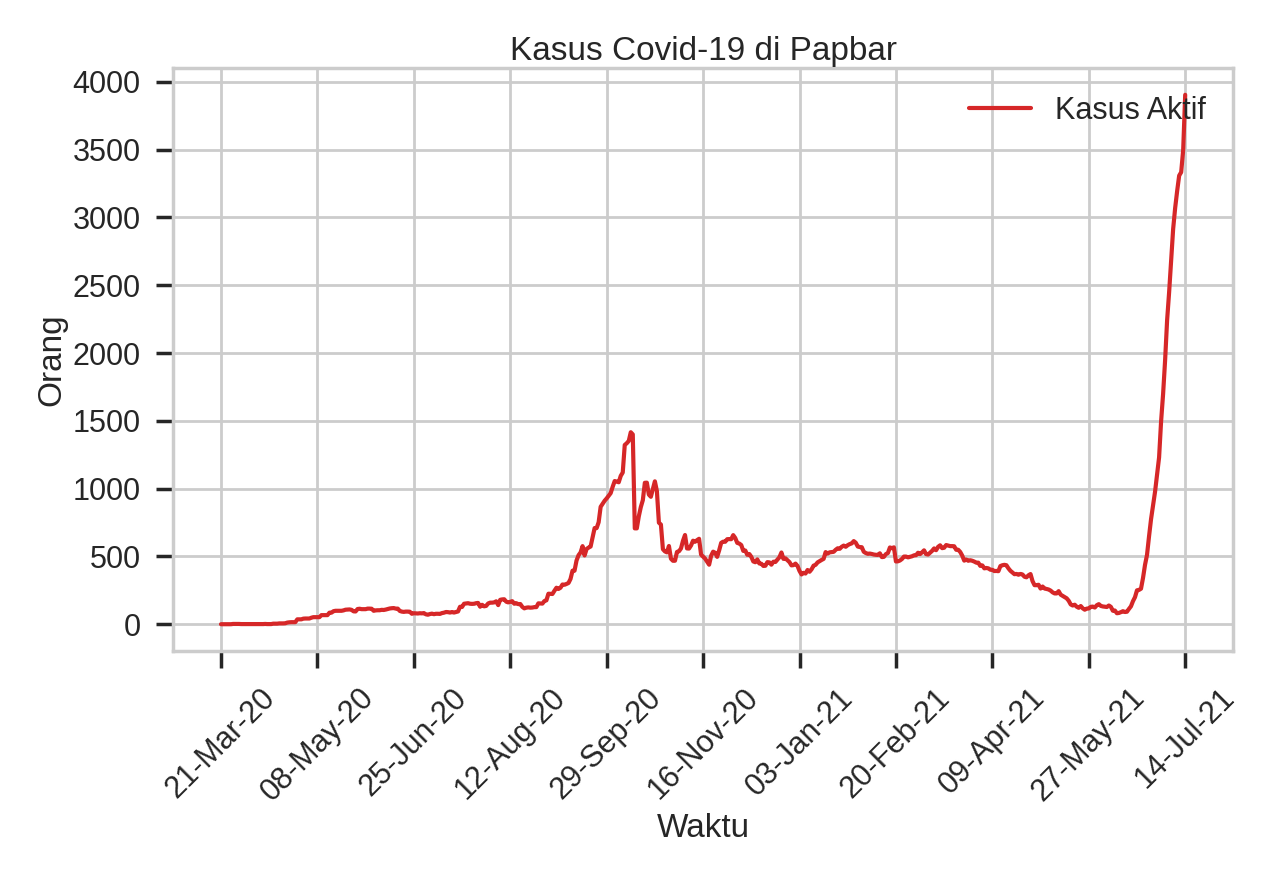 Kasus Covid-19 di Papbar
Kasus Aktif
4000
3500
3000
2500
2000
1500
1000
500
0
Orang
21-Mar-20
08-May-20
25-Jun-20
12-Aug-20
29-Sep-20
16-Nov-20
03-Jan-21
20-Feb-21
09-Apr-21
27-May-21
14-Jul-21
Waktu